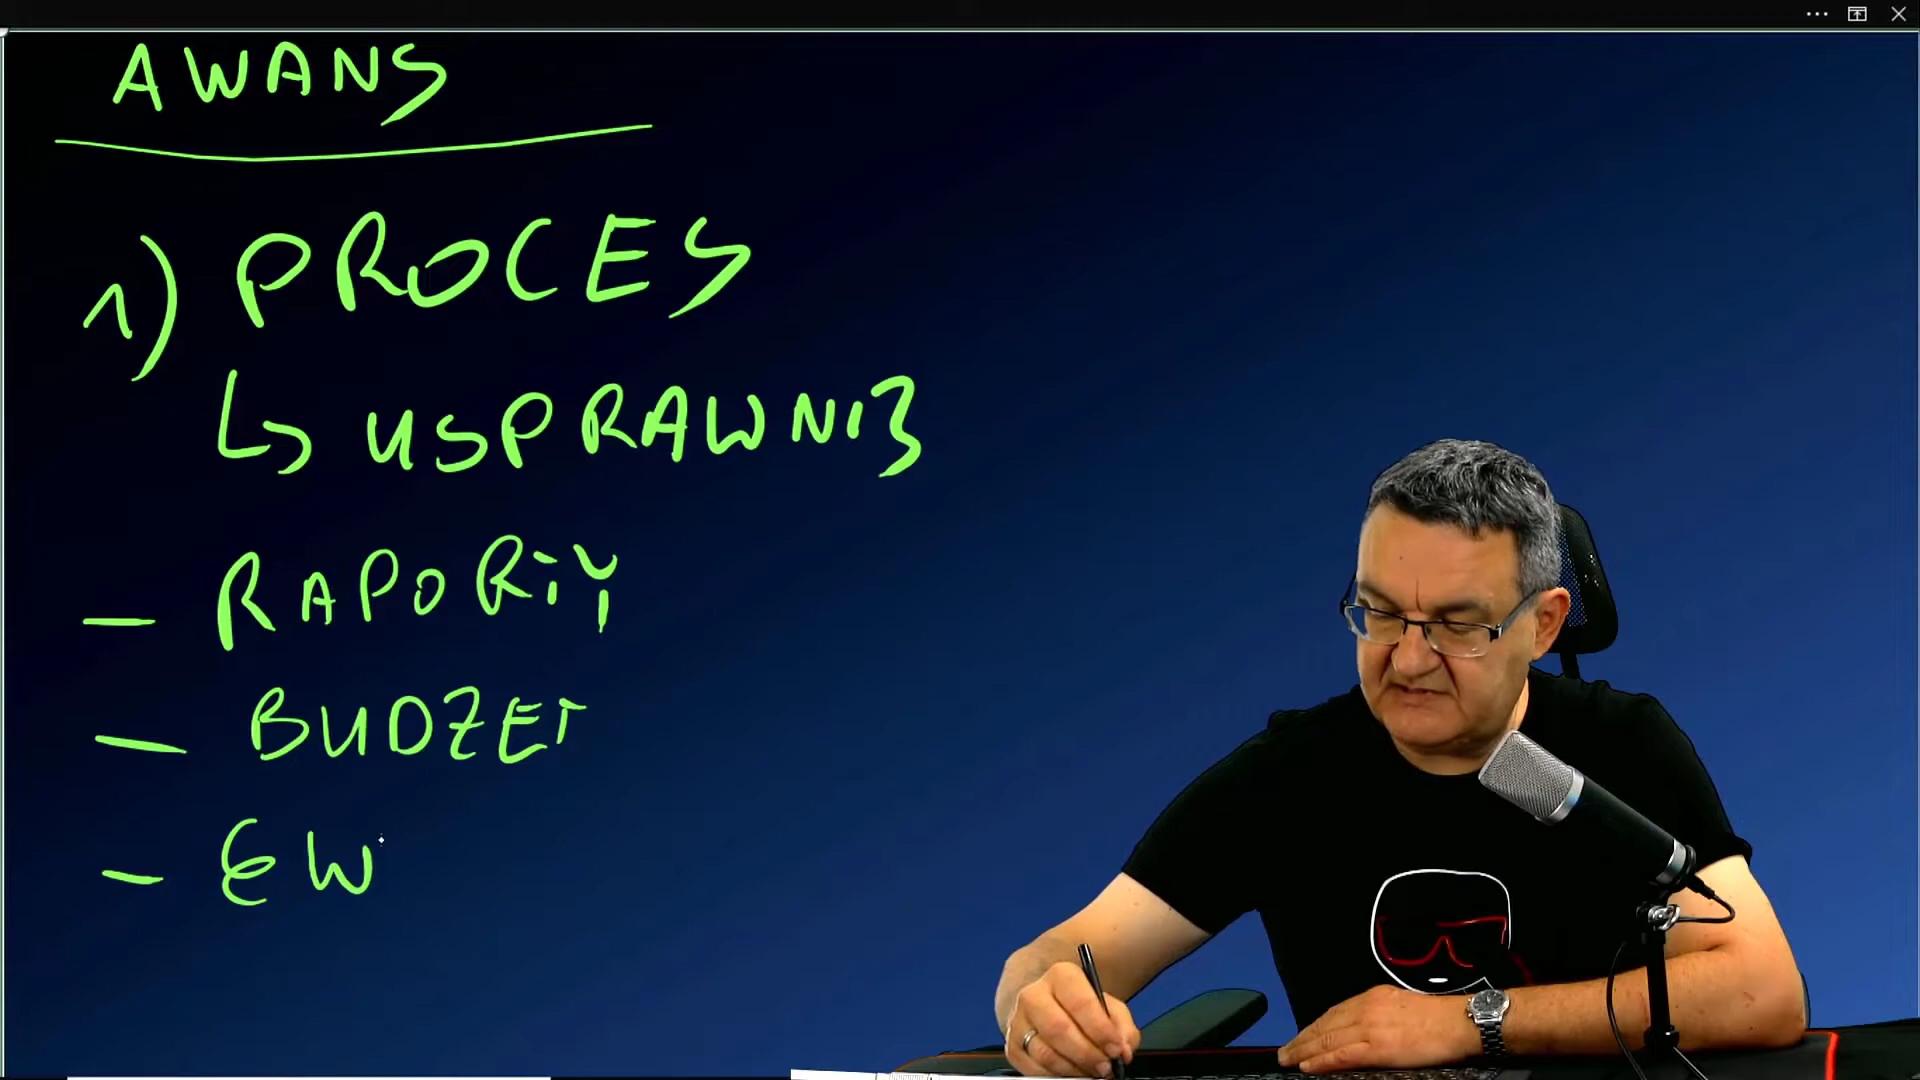 AWANS
1) PROCES
↳ USPRAWNIJ
- RAPORTY
- BUDZET
- EW